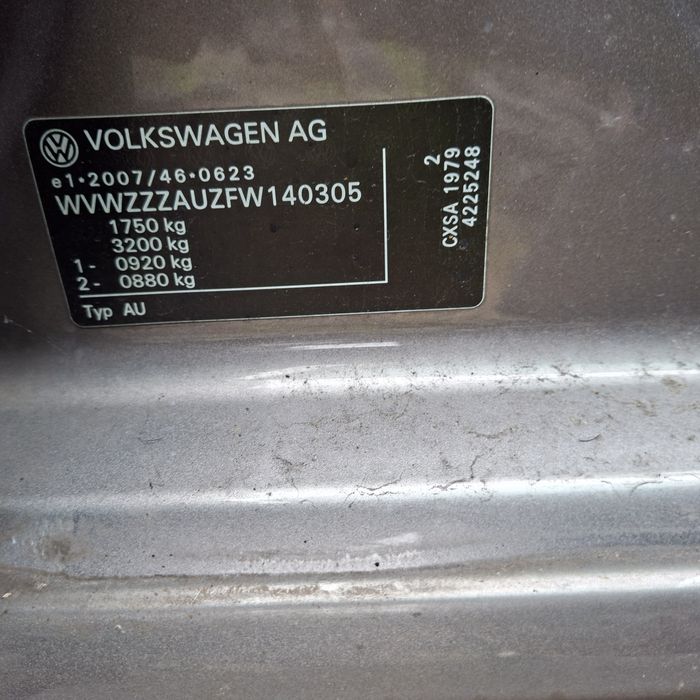 VOLKSWAGEN AG
e1*2007/46*0623
WVWZZZAUZFW140305
1750 kg
3200 kg
1- 0920 kg
2- 0880 kg
Typ AU
2
CXSA 1979
4225248